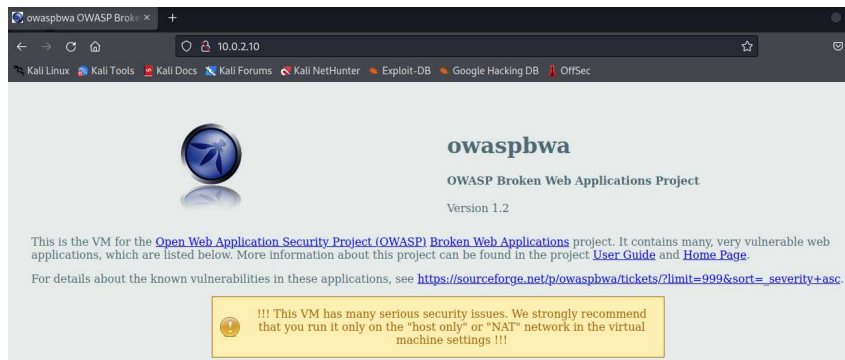 owaspbwa OWASP Broke
10.0.2.10
Kali Linux Kali Tools Kali Docs Kali Forums Kali NetHunter Exploit-DB Google Hacking DB OffSec
owaspbwa
OWASP Broken Web Applications Project
Version 1.2
This is the VM for the Open Web Application Security Project (OWASP) Broken Web Applications project. It contains many, very vulnerable web
applications, which are listed below. More information about this project can be found in the project User Guide and Home Page.
For details about the known vulnerabilities in these applications, see https://sourceforge.net/p/owaspbwa/tickets/?limit=999&sort=_severity+asc.
!!! This VM has many serious security issues. We strongly recommend
that you run it only on the "host only" or "NAT" network in the virtual
machine settings !!!